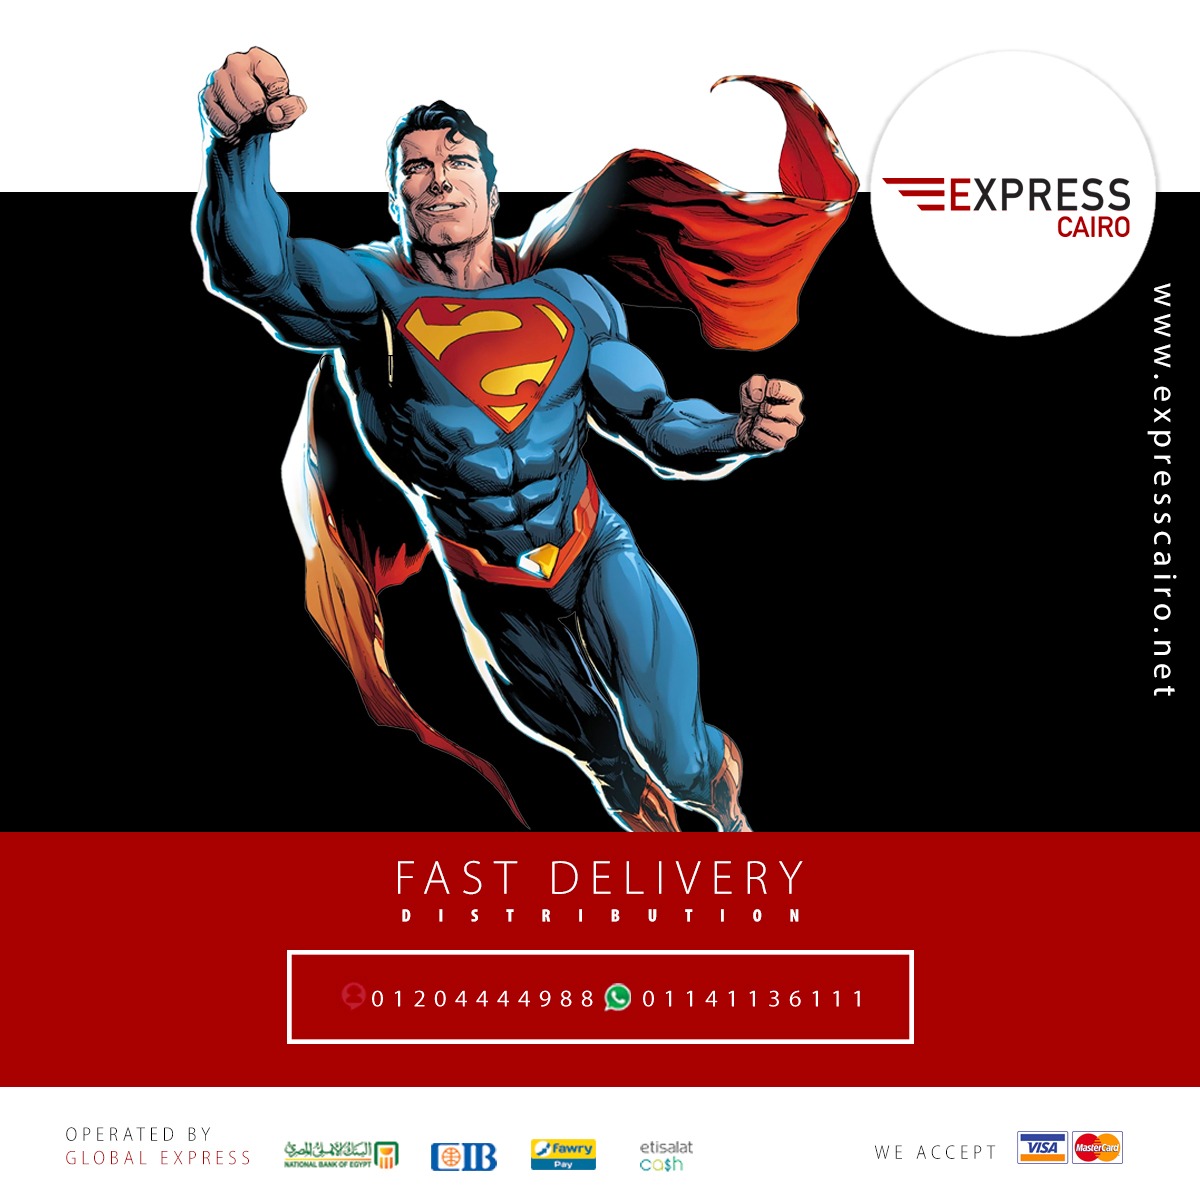 EXPRESS
CAIRO
www.expresscairo.net
FAST DELIVERY
DISTRIBUTION
01204444988 01141136111
OPERATED BY
GLOBAL EXPRESS
البنك الأهلي المصري
NATIONAL BANK OF EGYPT
CIB
fawry
Pay
etisalat
cash
WE ACCEPT
VISA
MasterCard